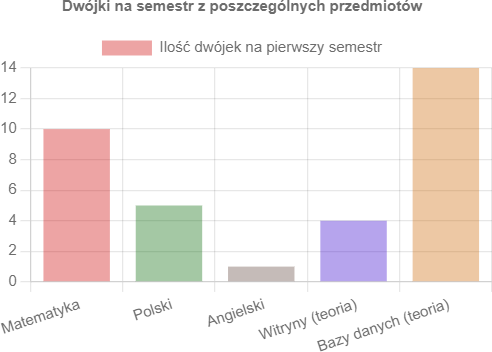 Dwójki na semestr z poszczególnych przedmiotów
Ilość dwójek na pierwszy semestr
14
12
10
8
6
4
2
0
Matematyka
Polski
Angielski
Witryny (teoria)
Bazy danych (teoria)